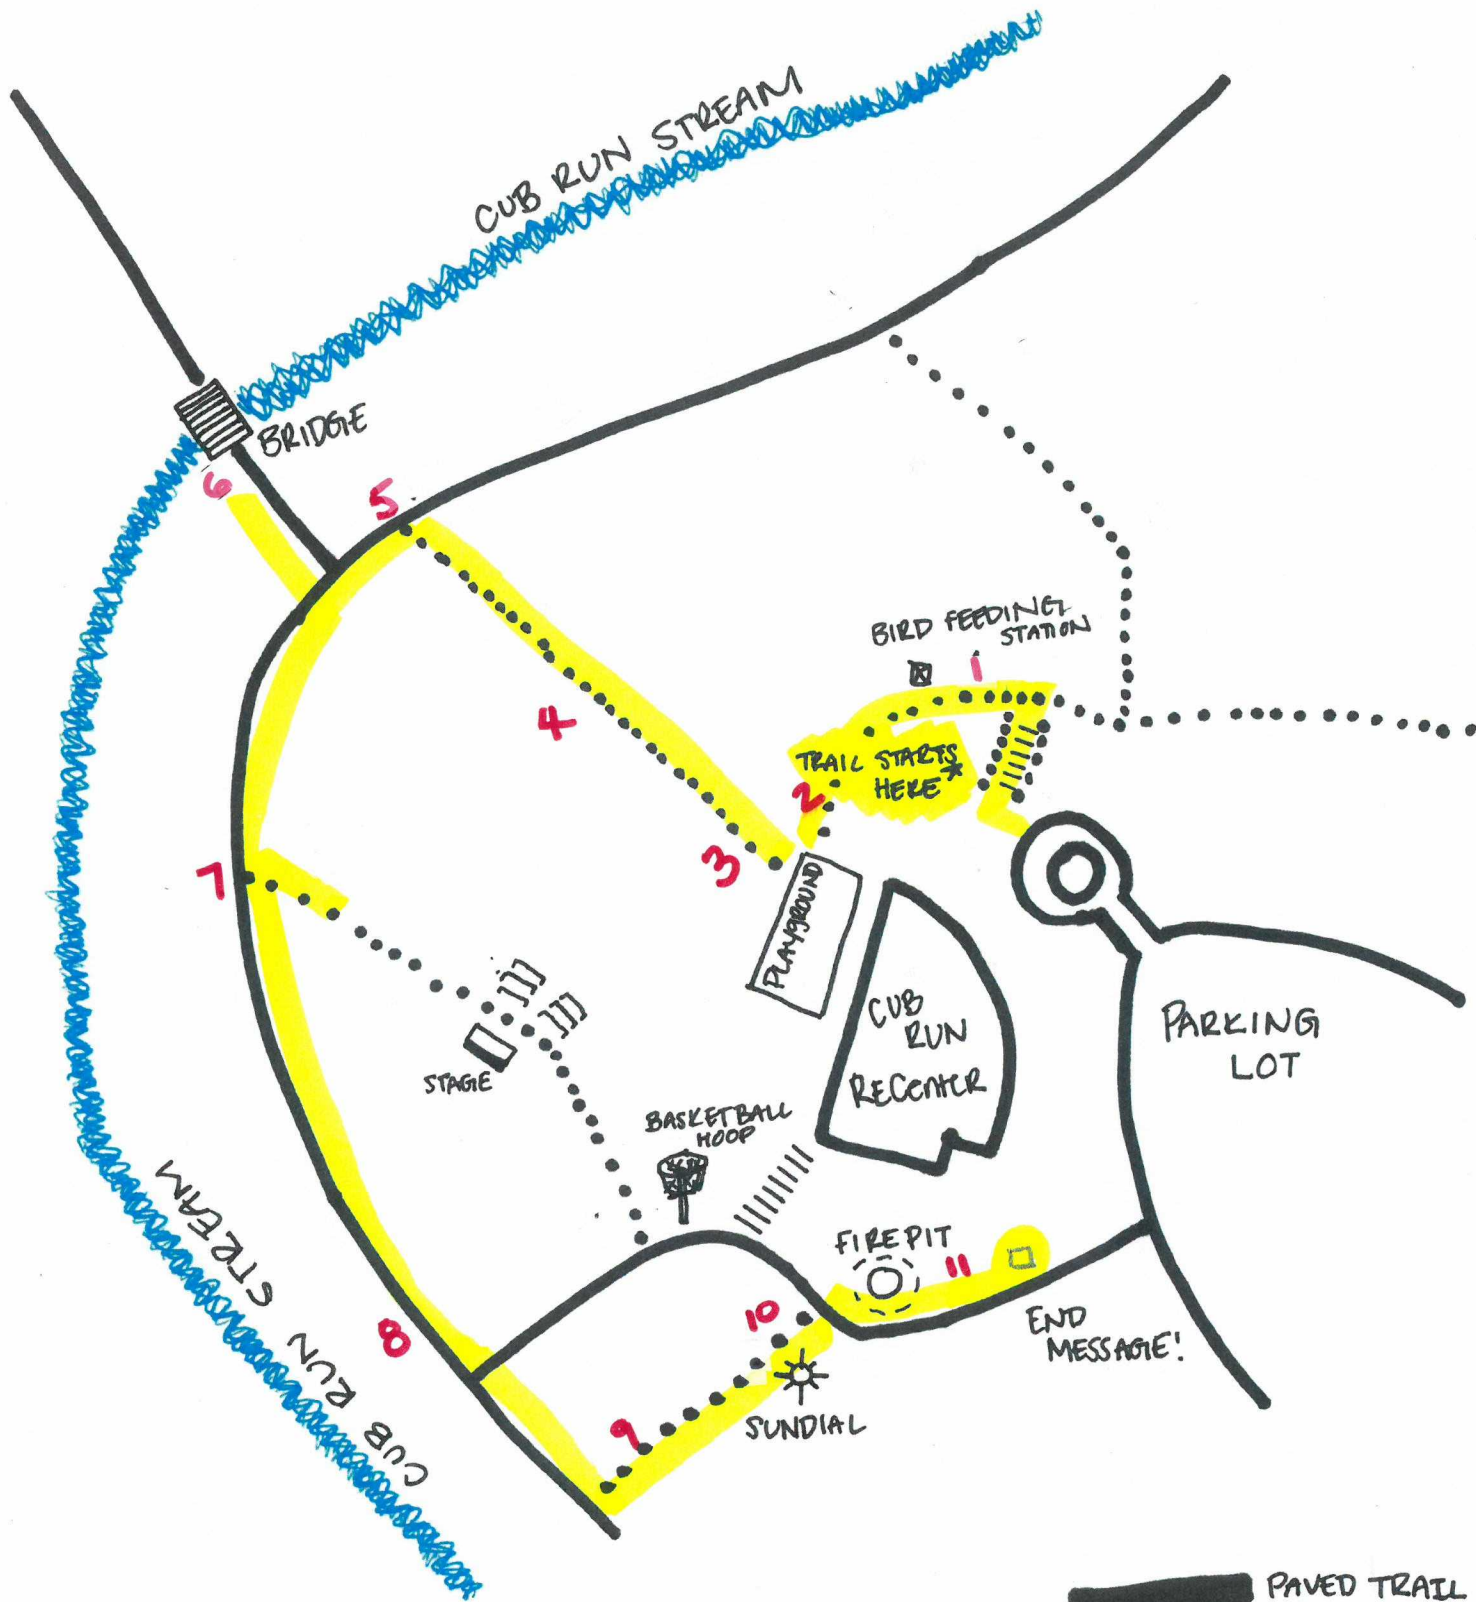 CUB RUN STREAM
BRIDGE
6
5
BIRD FEEDING
STATION
1
4
TRAIL STARTS
HERE*
2
3
PLAYGROUND
7
CUB
RUN
RECenter
PARKING
LOT
STAGE
BASKETBALL
HOOP
FIREPIT
11
CUB RUN STREAM
8
10
END
MESSAGE!
9
SUNDIAL
PAVED TRAIL